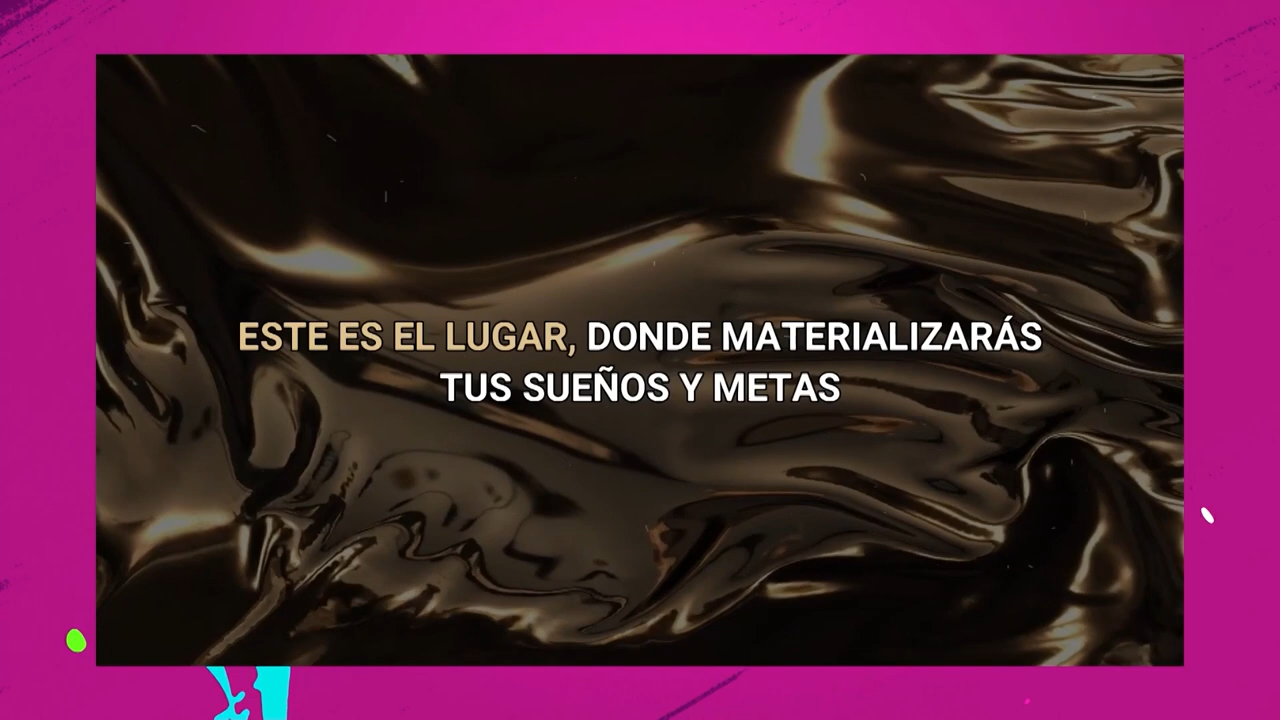 ESTE ES EL LUGAR, DONDE MATERIALIZARÁS
TUS SUEÑOS Y METAS